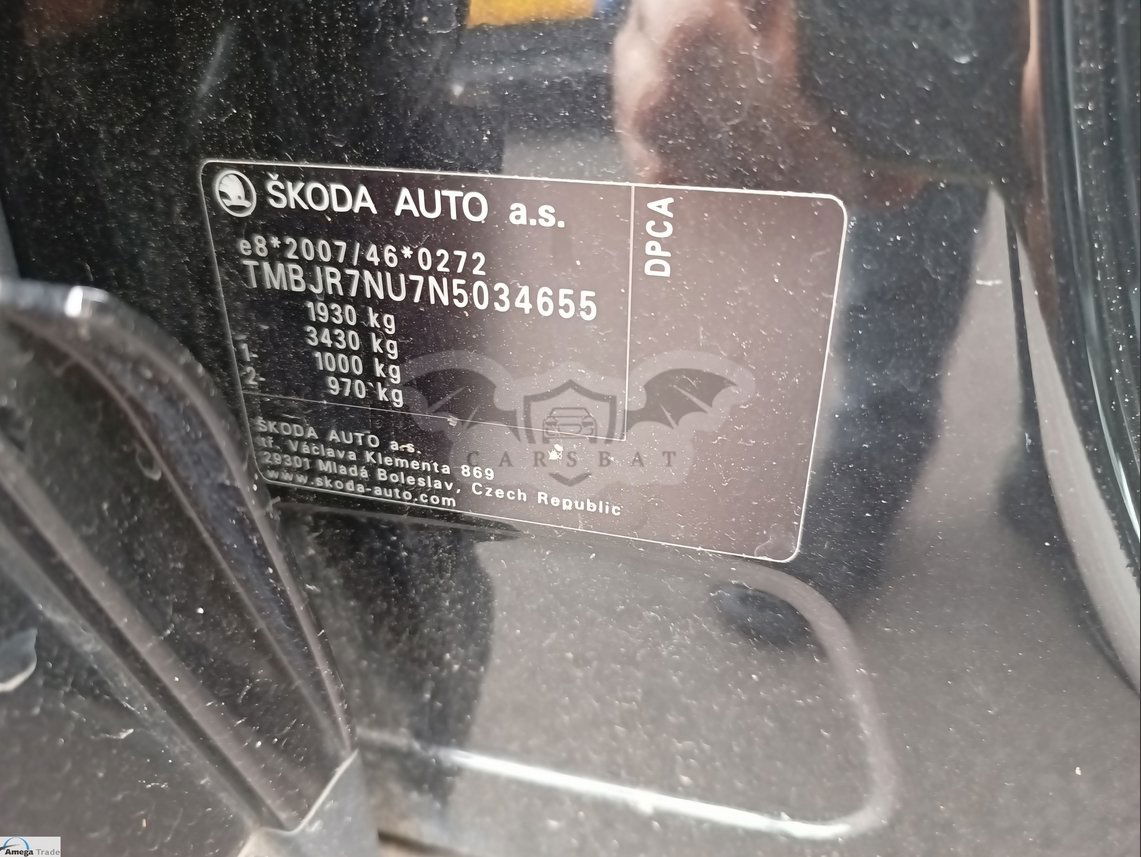 ŠKODA AUTO a.s.
DPCA
e8*2007/46*0272
TMBJR7NU7N5034655
1930 kg
3430 kg
1- 1000 kg
2- 970 kg
ŠKODA AUTO a.s.
tř. Václava Klementa 869
29301 Mladá Boleslav, Czech Republic
www.skoda-auto.com
CARSBAT
Amega Trade